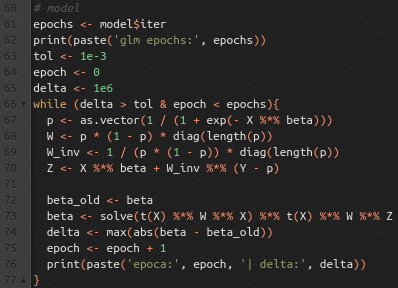 60 # model
61 epochs <- model$iter
62 print(paste('glm epochs:', epochs))
63 tol <- 1e-3
64 epoch <- 0
65 delta <- 1e6
66 while (delta > tol & epoch < epochs){
67 p <- as.vector(1 / (1 + exp(- X %*% beta)))
68 W <- p * (1 - p) * diag(length(p))
69 W_inv <- 1 / (p * (1 - p)) * diag(length(p))
70 Z <- X %*% beta + W_inv %*% (Y - p)
71
72 beta_old <- beta
73 beta <- solve(t(X) %*% W %*% X) %*% t(X) %*% W %*% Z
74 delta <- max(abs(beta - beta_old))
75 epoch <- epoch + 1
76 print(paste('epoca:', epoch, '| delta:', delta))
77 }